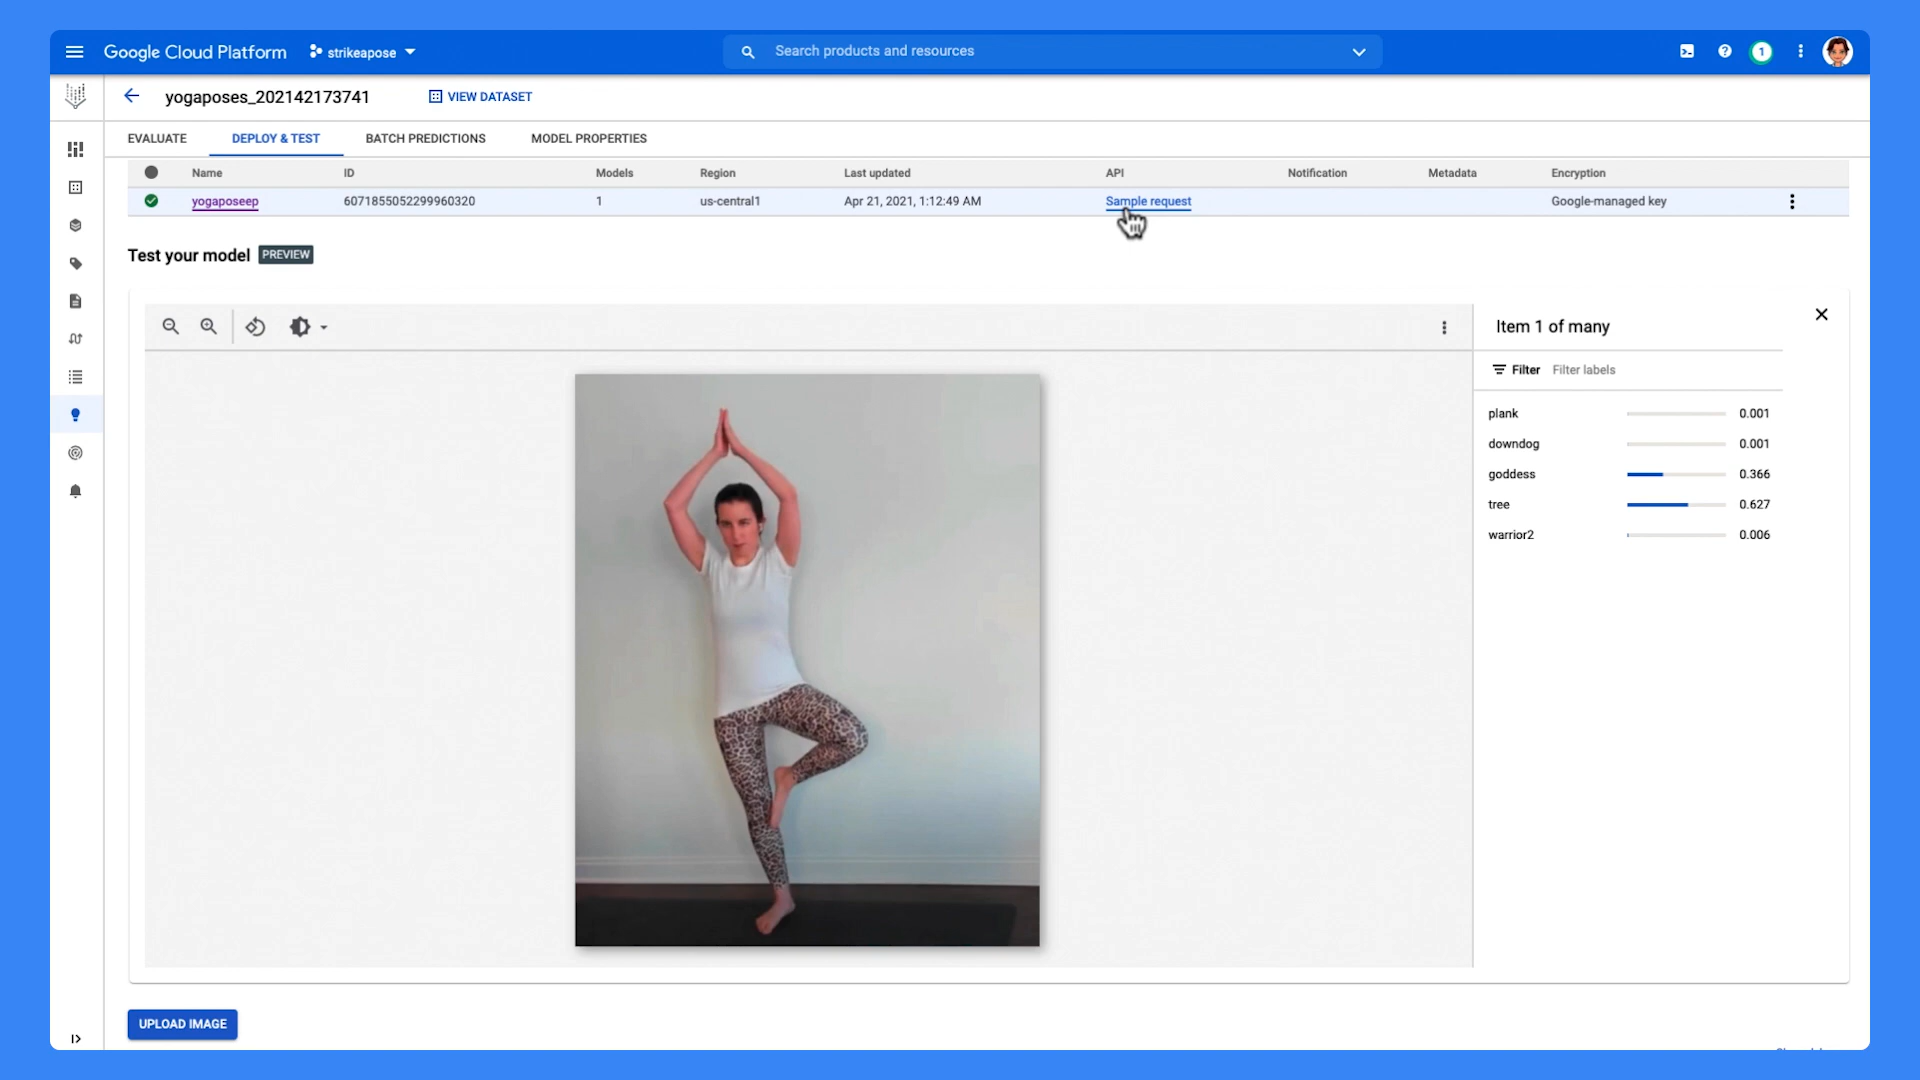 Google Cloud Platform strikeapose Search products and resources 1
yogaposes_202142173741 VIEW DATASET
EVALUATE DEPLOY & TEST BATCH PREDICTIONS MODEL PROPERTIES
Name ID Models Region Last updated API Notification Metadata Encryption
yogaposeep 6071855052299960320 1 us-central1 Apr 21, 2021, 1:12:49 AM Sample request Google-managed key
Test your model PREVIEW
Item 1 of many
Filter Filter labels
plank 0.001
downdog 0.001
goddess 0.366
tree 0.627
warrior2 0.006
UPLOAD IMAGE